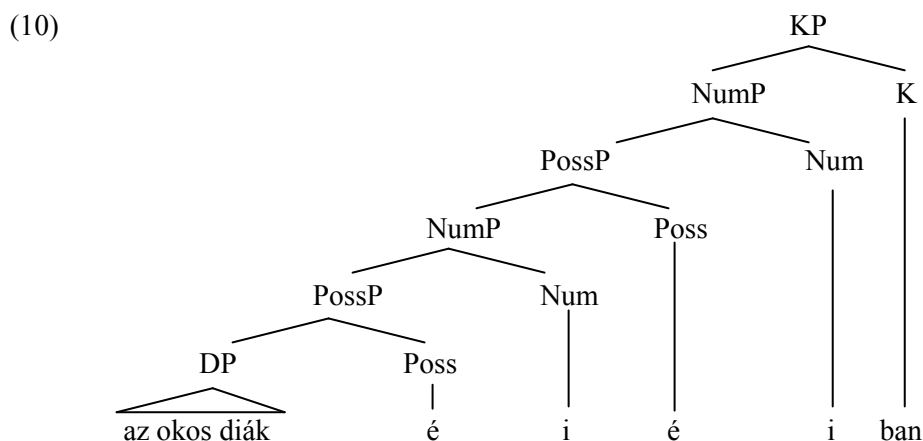 (10)
KP
NumP K
PossP Num
NumP Poss
PossP Num
DP Poss
az okos diák é i é i ban